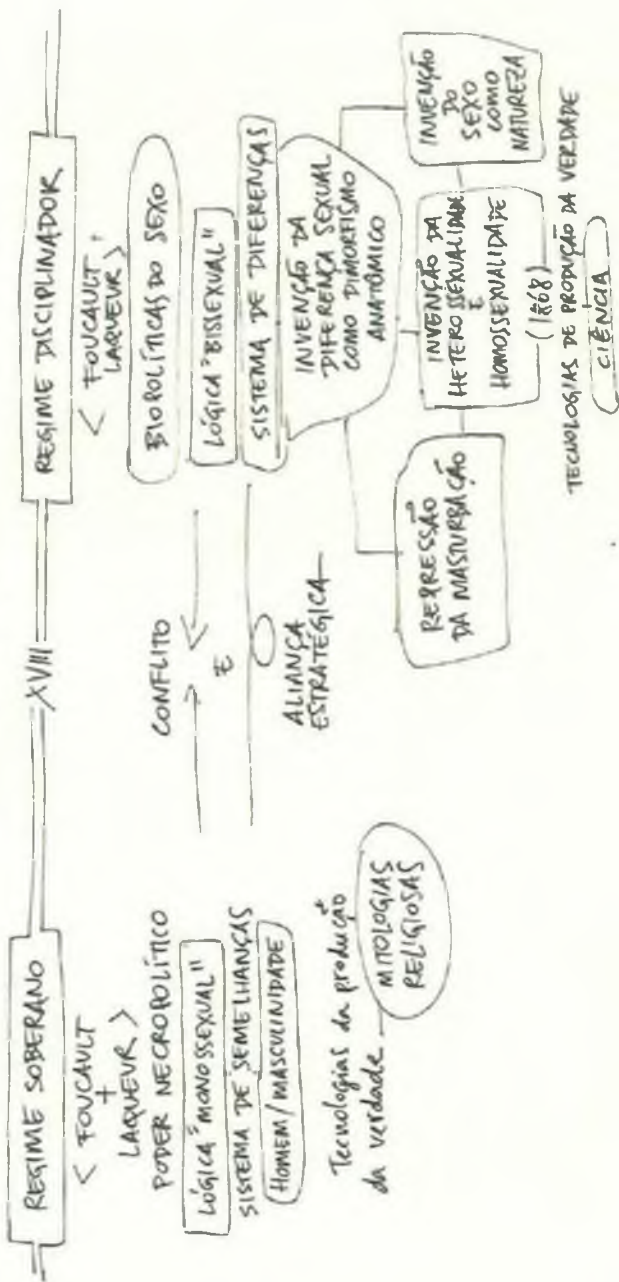 REGIME SOBERANO
< FOUCAULT
+
LAQUEUR >
PODER NECROPOLÍTICO
LÓGICA "MONOSSEXUAL"
SISTEMA DE SEMELHANÇAS
HOMEM/MASCULINIDADE
Tecnologias da produção
da verdade
MITOLOGIAS
RELIGIOSAS
XVIII
CONFLITO
E
ALIANÇA
ESTRATÉGICA
REGIME DISCIPLINADOR
< FOUCAULT
LAQUEUR >
BIOPOLÍTICAS DO SEXO
LÓGICA "BISSEXUAL"
SISTEMA DE DIFERENÇAS
INVENÇÃO DA
DIFERENÇA SEXUAL
COMO DIMORFISMO
ANATÔMICO
REPRESSÃO
DA MASTURBAÇÃO
INVENÇÃO DA
HETEROSSEXUALIDADE
E
HOMOSSEXUALIDADE
(1868)
INVENÇÃO
DO
SEXO
COMO
NATUREZA
TECNOLOGIAS DE PRODUÇÃO DA VERDADE
CIÊNCIA